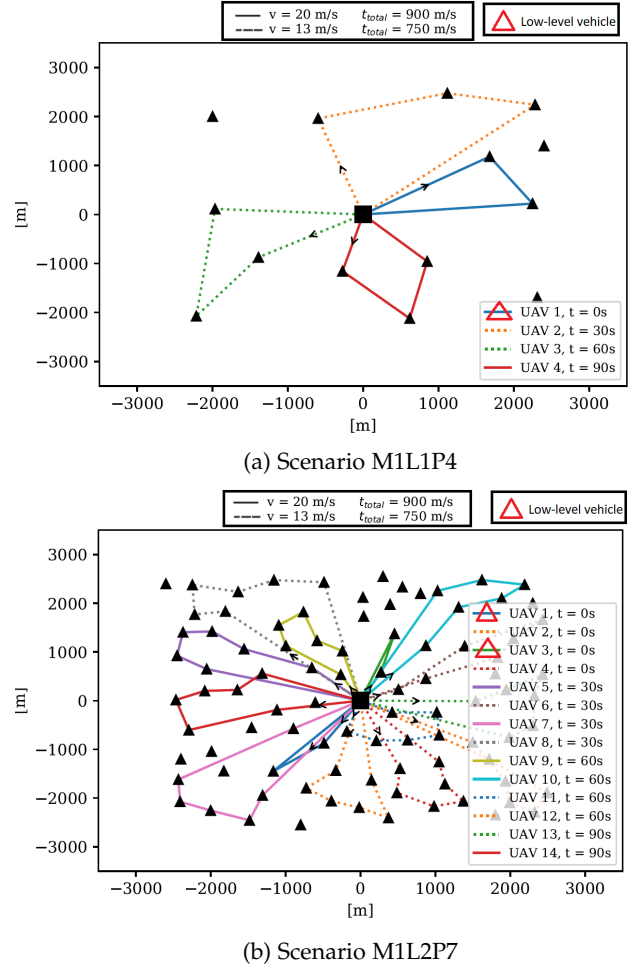 v = 20 m/s t_total = 900 m/s
v = 13 m/s t_total = 750 m/s
Low-level vehicle
3000
2000
1000
0
−1000
−2000
−3000
[m]
UAV 1, t = 0s
UAV 2, t = 30s
UAV 3, t = 60s
UAV 4, t = 90s
−3000 −2000 −1000 0 1000 2000 3000
[m]
(a) Scenario M1L1P4
v = 20 m/s t_total = 900 m/s
v = 13 m/s t_total = 750 m/s
Low-level vehicle
3000
2000
1000
0
−1000
−2000
−3000
[m]
UAV 1, t = 0s
UAV 2, t = 0s
UAV 3, t = 0s
UAV 4, t = 0s
UAV 5, t = 30s
UAV 6, t = 30s
UAV 7, t = 30s
UAV 8, t = 30s
UAV 9, t = 60s
UAV 10, t = 60s
UAV 11, t = 60s
UAV 12, t = 60s
UAV 13, t = 90s
UAV 14, t = 90s
−3000 −2000 −1000 0 1000 2000 3000
[m]
(b) Scenario M1L2P7